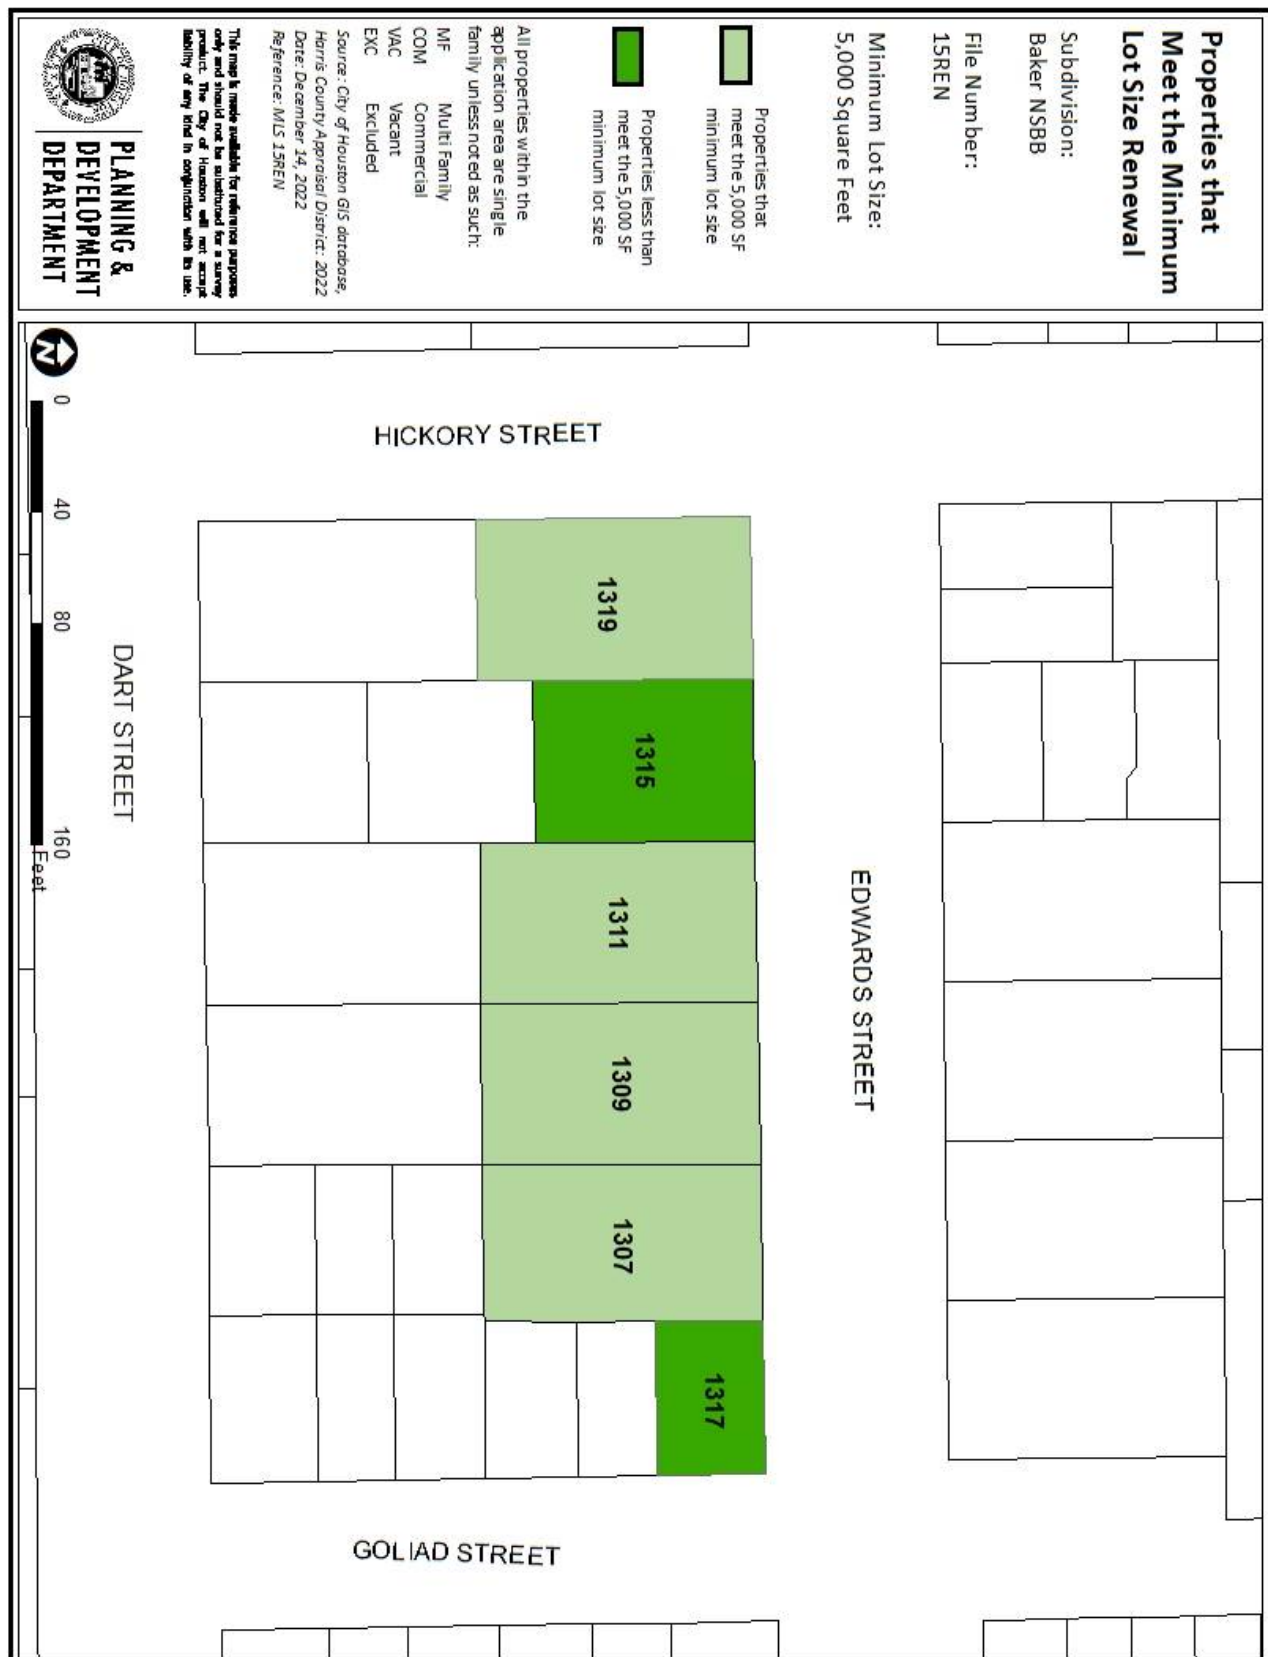 Properties that
Meet the Minimum
Lot Size Renewal
Subdivision:
Baker NSBB
File Number:
15REN
Minimum Lot Size:
5,000 Square Feet
Properties that
meet the 5,000 SF
minimum lot size
Properties less than
meet the 5,000 SF
minimum lot size
All properties within the
application area are single
family unless noted as such:
MF Multi Family
COM Commercial
VAC Vacant
EXC Excluded
Source: City of Houston GIS database,
Harris County Appraisal District: 2022
Date: December 14, 2022
Reference: MLS 15REN
This map is made available for reference purposes
only and should not be substituted for a survey
product. The City of Houston will not accept
liability of any kind in conjunction with its use.
PLANNING &
DEVELOPMENT
DEPARTMENT
HICKORY STREET
EDWARDS STREET
1319
1315
1311
1309
1307
1317
DART STREET
GOLIAD STREET
N
0 40 80 160
Feet